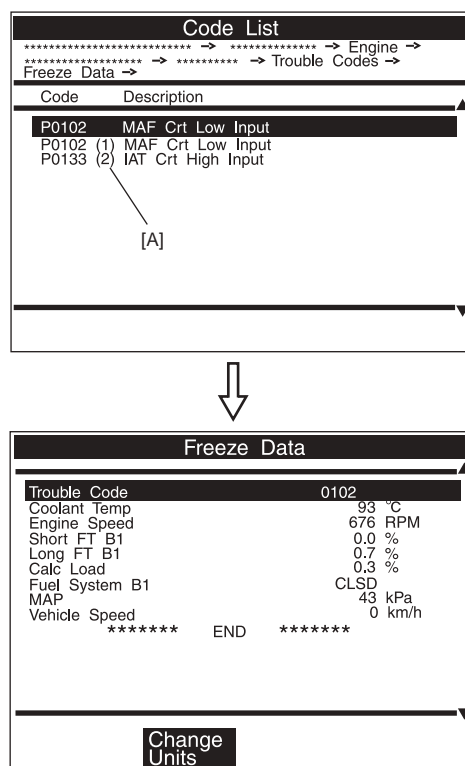 Code List
*************************** → ************** → Engine →
******************* → ********** → Trouble Codes →
Freeze Data →
Code Description
P0102 MAF Crt Low Input
P0102 (1) MAF Crt Low Input
P0133 (2) IAT Crt High Input
[A]
Freeze Data
Trouble Code 0102
Coolant Temp 93 °C
Engine Speed 676 RPM
Short FT B1 0.0 %
Long FT B1 0.7 %
Calc Load 0.3 %
Fuel System B1 CLSD
MAP 43 kPa
Vehicle Speed 0 km/h
******* END *******
Change
Units